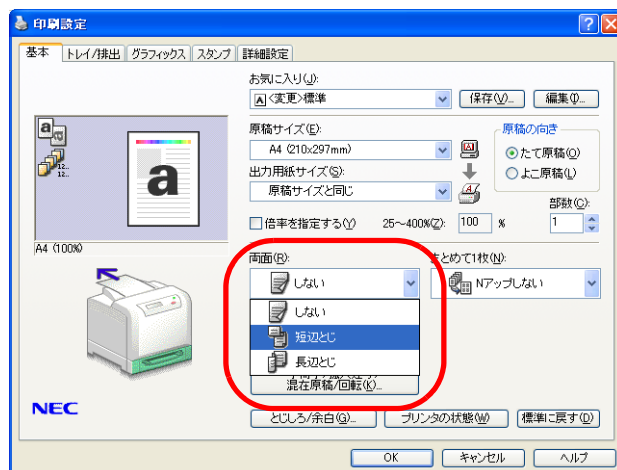 印刷設定
基本 トレイ/排出 グラフィックス スタンプ 詳細設定
お気に入り(J):
<変更>標準 保存(V)... 編集(I)...
原稿サイズ(E):
A4 (210x297mm)
出力用紙サイズ(S):
原稿サイズと同じ
原稿の向き
たて原稿(O)
よこ原稿(L)
倍率を指定する(Y) 25～400%(Z): 100 %
部数(C):
1
A4 (100%)
両面(R):
しない
しない
短辺とじ
長辺とじ
混在原稿/回転(K)...
まとめて1枚(N):
Nアップしない
NEC
とじしろ/余白(G)... プリンタの状態(W) 標準に戻す(D)
OK キャンセル ヘルプ